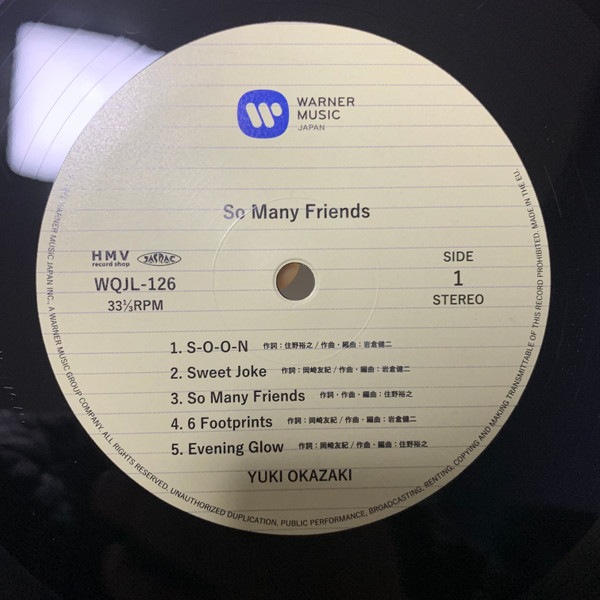 WARNER
MUSIC
JAPAN
So Many Friends
HMV
record shop
JASRAC
WQJL-126
33⅓RPM
SIDE
1
STEREO
1. S-O-O-N 作詞：住野裕之 / 作曲・編曲：岩倉健二
2. Sweet Joke 作詞：岡崎友紀 / 作曲・編曲：岩倉健二
3. So Many Friends 作詞・作曲・編曲：住野裕之
4. 6 Footprints 作詞：岡崎友紀 / 作曲・編曲：岩倉健二
5. Evening Glow 作詞：岡崎友紀 / 作曲・編曲：住野裕之
YUKI OKAZAKI
WARNER MUSIC JAPAN INC., A WARNER MUSIC GROUP COMPANY. ALL RIGHTS RESERVED. UNAUTHORIZED DUPLICATION, PUBLIC PERFORMANCE, BROADCASTING, RENTING, COPYING AND MAKING TRANSMITTABLE OF THIS RECORD PROHIBITED. MADE IN THE EU.